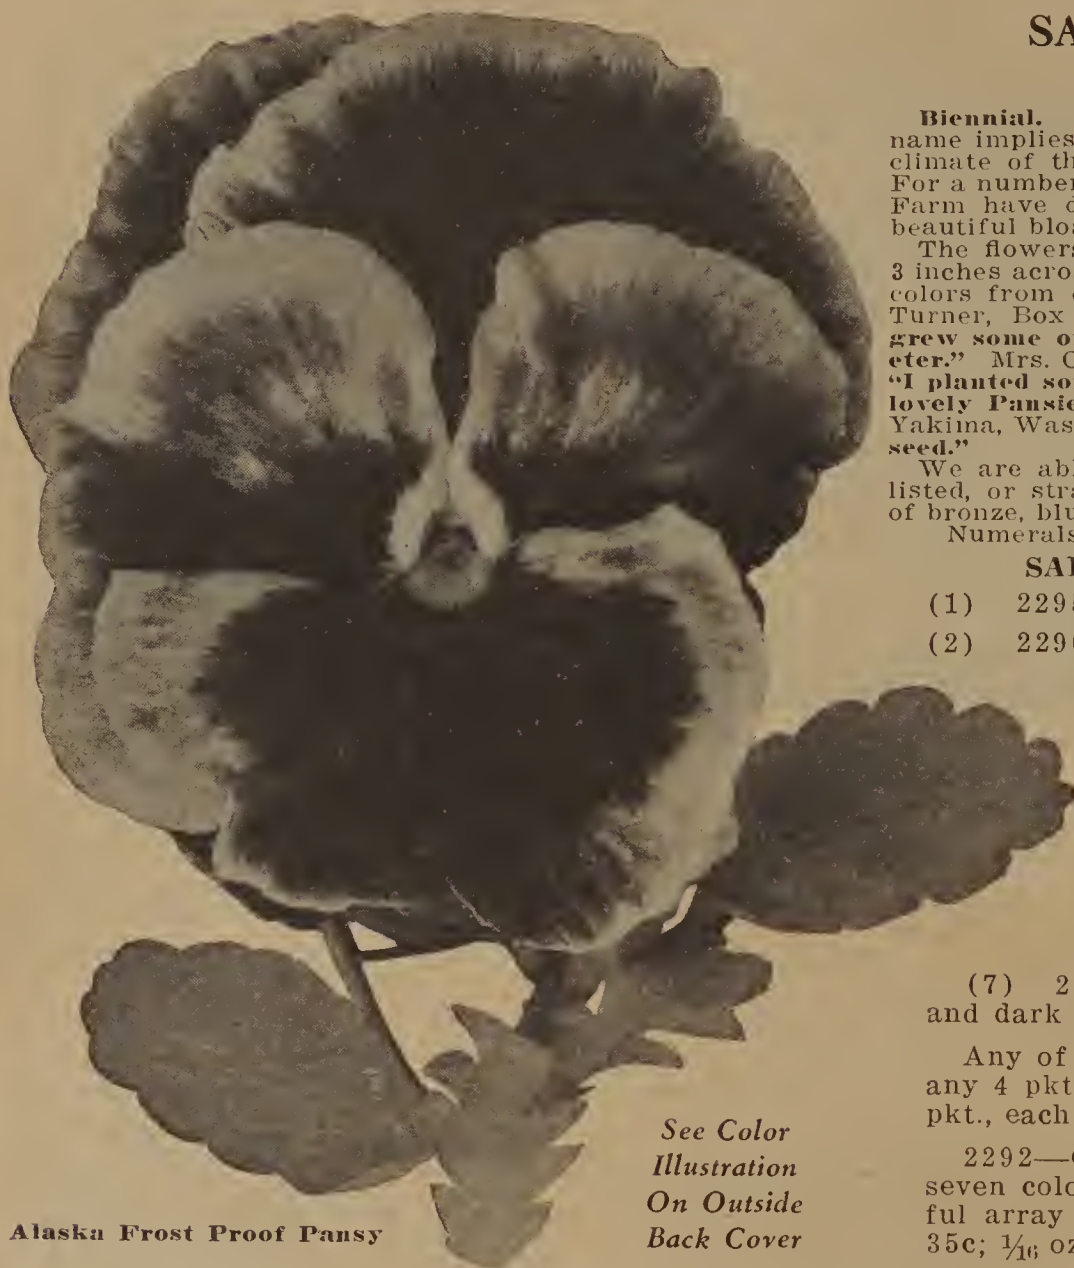 SA
Biennial.
name implies
climate of th
For a number
Farm have d
beautiful blos
The flowers
3 inches acro
colors from
Turner, Box
grew some o
eter." Mrs. C
"I planted so
lovely Pansie
Yakima, Was
seed."
We are abl
listed, or stra
of bronze, blu
Numerals
SAI
(1) 229
(2) 229
(7) 2
and dark
Any of
any 4 pkt
pkt., each
2292—
seven colo
ful array
35c; 1/16 oz
See Color
Illustration
On Outside
Back Cover
Alaska Frost Proof Pansy